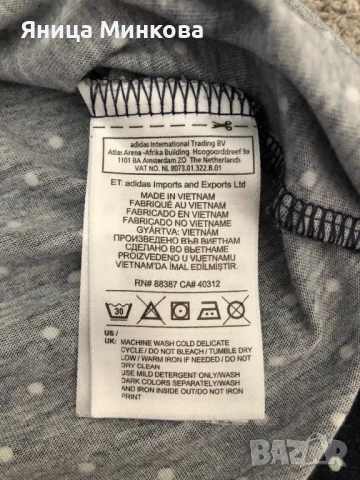 Яница Минкова
adidas International Trading BV
Atlas Arena -Afrika Building Hoogoorddreef 9a
1101 BA Amsterdam ZO The Netherlands
VAT NO. NL 8073.01.322.B.01
ET: adidas Imports and Exports Ltd
MADE IN VIETNAM
FABRIQUÉ AU VIETNAM
FABRICADO EN VIETNAM
FABRICADO NO VIETNAM
GYÁRTVA: VIETNAM
ПРОИЗВЕДЕНО ВЪВ ВИЕТНАМ
СДЕЛАНО ВО ВЬЕТНАМЕ
PROIZVEDENO U VIJETNAMU
VIETNAM'DA İMAL EDİLMİŞTİR.
RN# 88387 CA# 40312
30
US /
UK: MACHINE WASH COLD DELICATE
CYCLE / DO NOT BLEACH / TUMBLE DRY
LOW / WARM IRON IF NEEDED / DO NOT
DRY CLEAN
USE MILD DETERGENT ONLY/WASH
DARK COLORS SEPARATELY/WASH
AND IRON INSIDE OUT/DO NOT IRON
PRINT
BAZAR